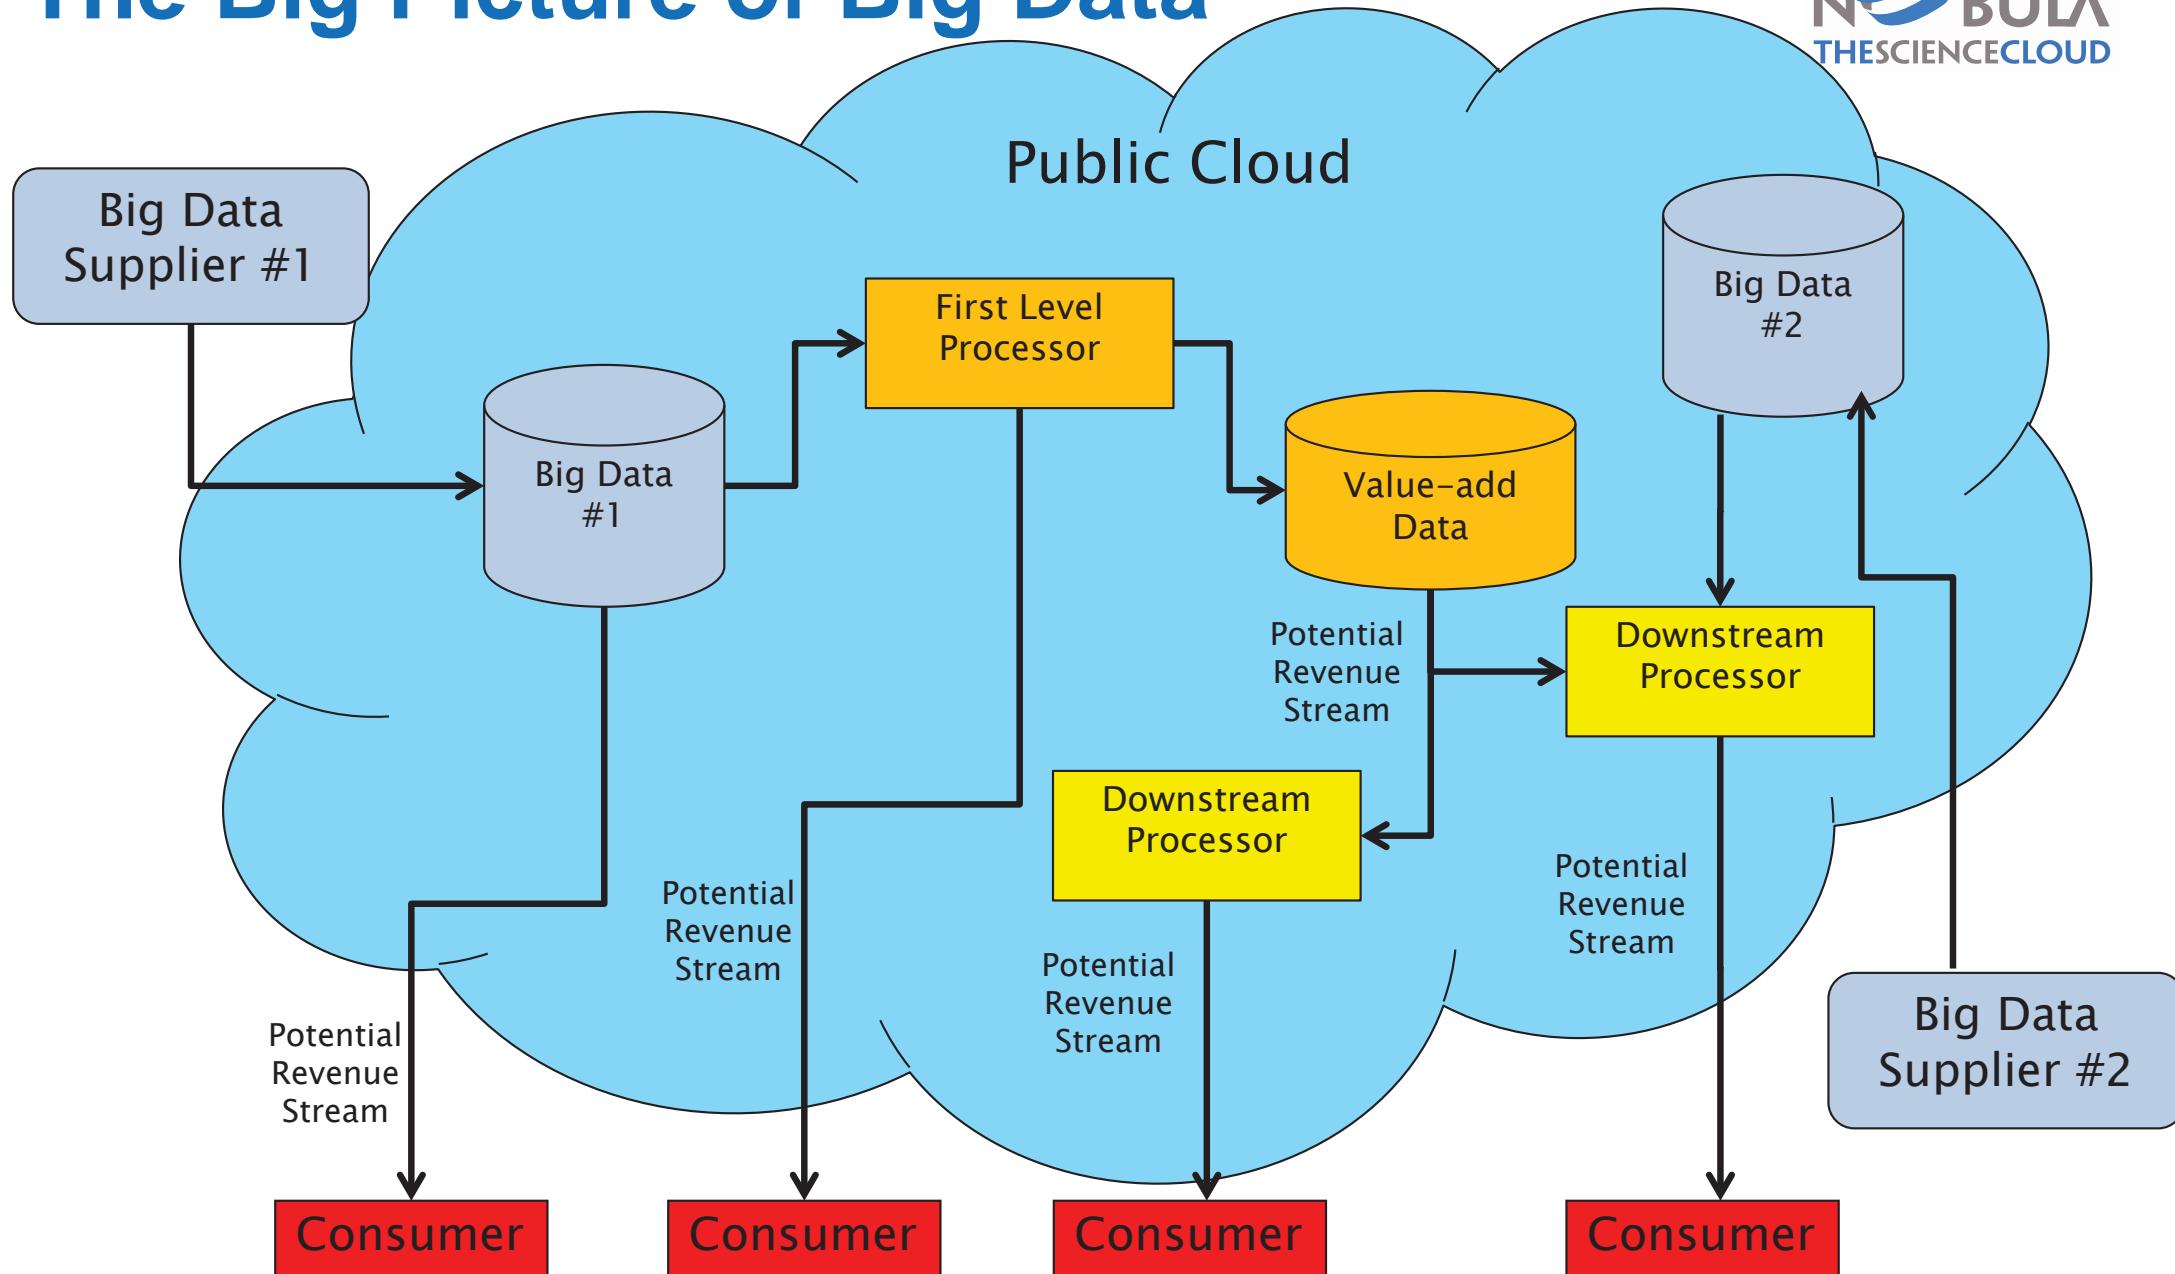 The Big Picture of Big Data
BULA
THESCIENCECLOUD
Public Cloud
Big Data
Supplier #1
First Level
Processor
Big Data
#2
Big Data
#1
Value-add
Data
Potential
Revenue
Stream
Downstream
Processor
Downstream
Processor
Potential
Revenue
Stream
Potential
Revenue
Stream
Potential
Revenue
Stream
Potential
Revenue
Stream
Big Data
Supplier #2
Consumer
Consumer
Consumer
Consumer